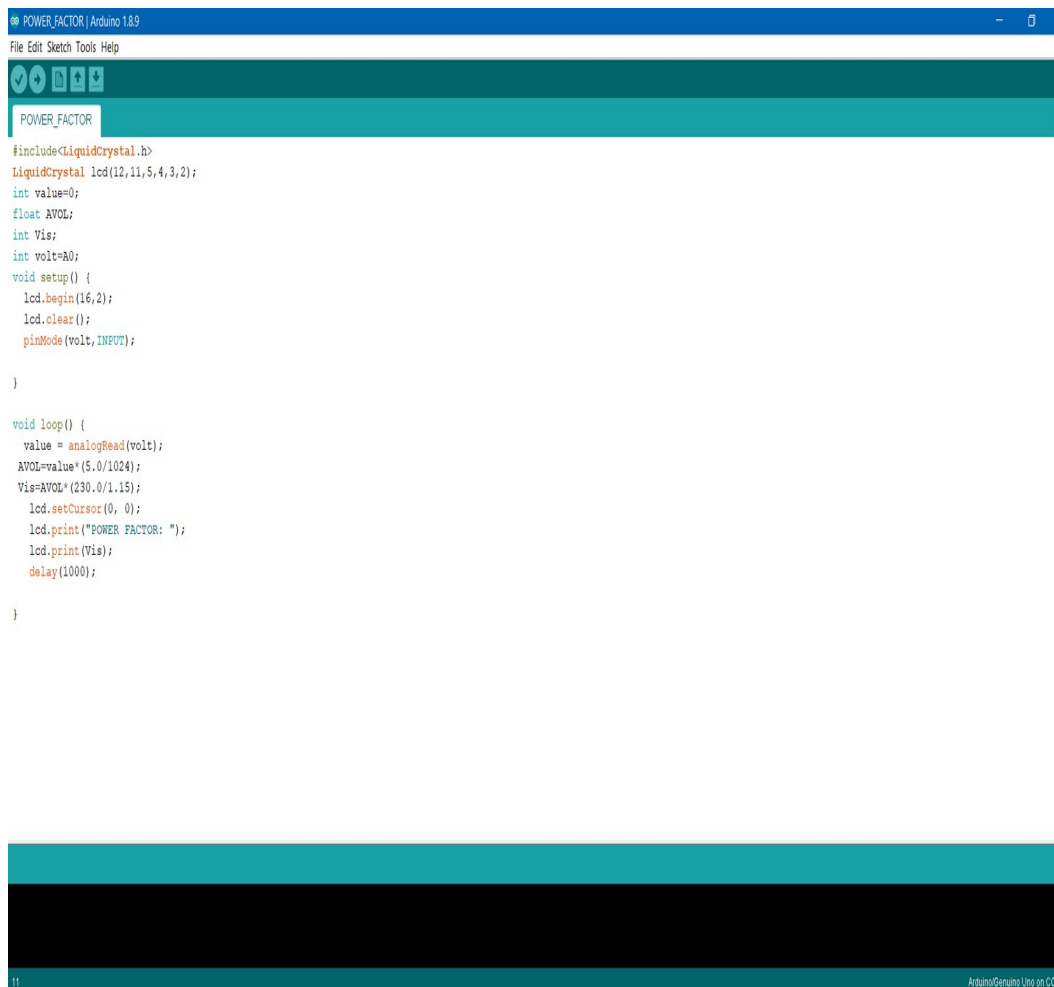 POWER_FACTOR | Arduino 1.8.9
File Edit Sketch Tools Help
POWER_FACTOR
#include<LiquidCrystal.h>
LiquidCrystal lcd(12,11,5,4,3,2);
int value=0;
float AVOL;
int Vis;
int volt=A0;
void setup() {
  lcd.begin(16,2);
  lcd.clear();
  pinMode(volt,INPUT);
}
void loop() {
  value = analogRead(volt);
 AVOL=value*(5.0/1024);
 Vis=AVOL*(230.0/1.15);
   lcd.setCursor(0, 0);
   lcd.print("POWER FACTOR: ");
   lcd.print(Vis);
   delay(1000);
}
11
Arduino/Genuino Uno on CO